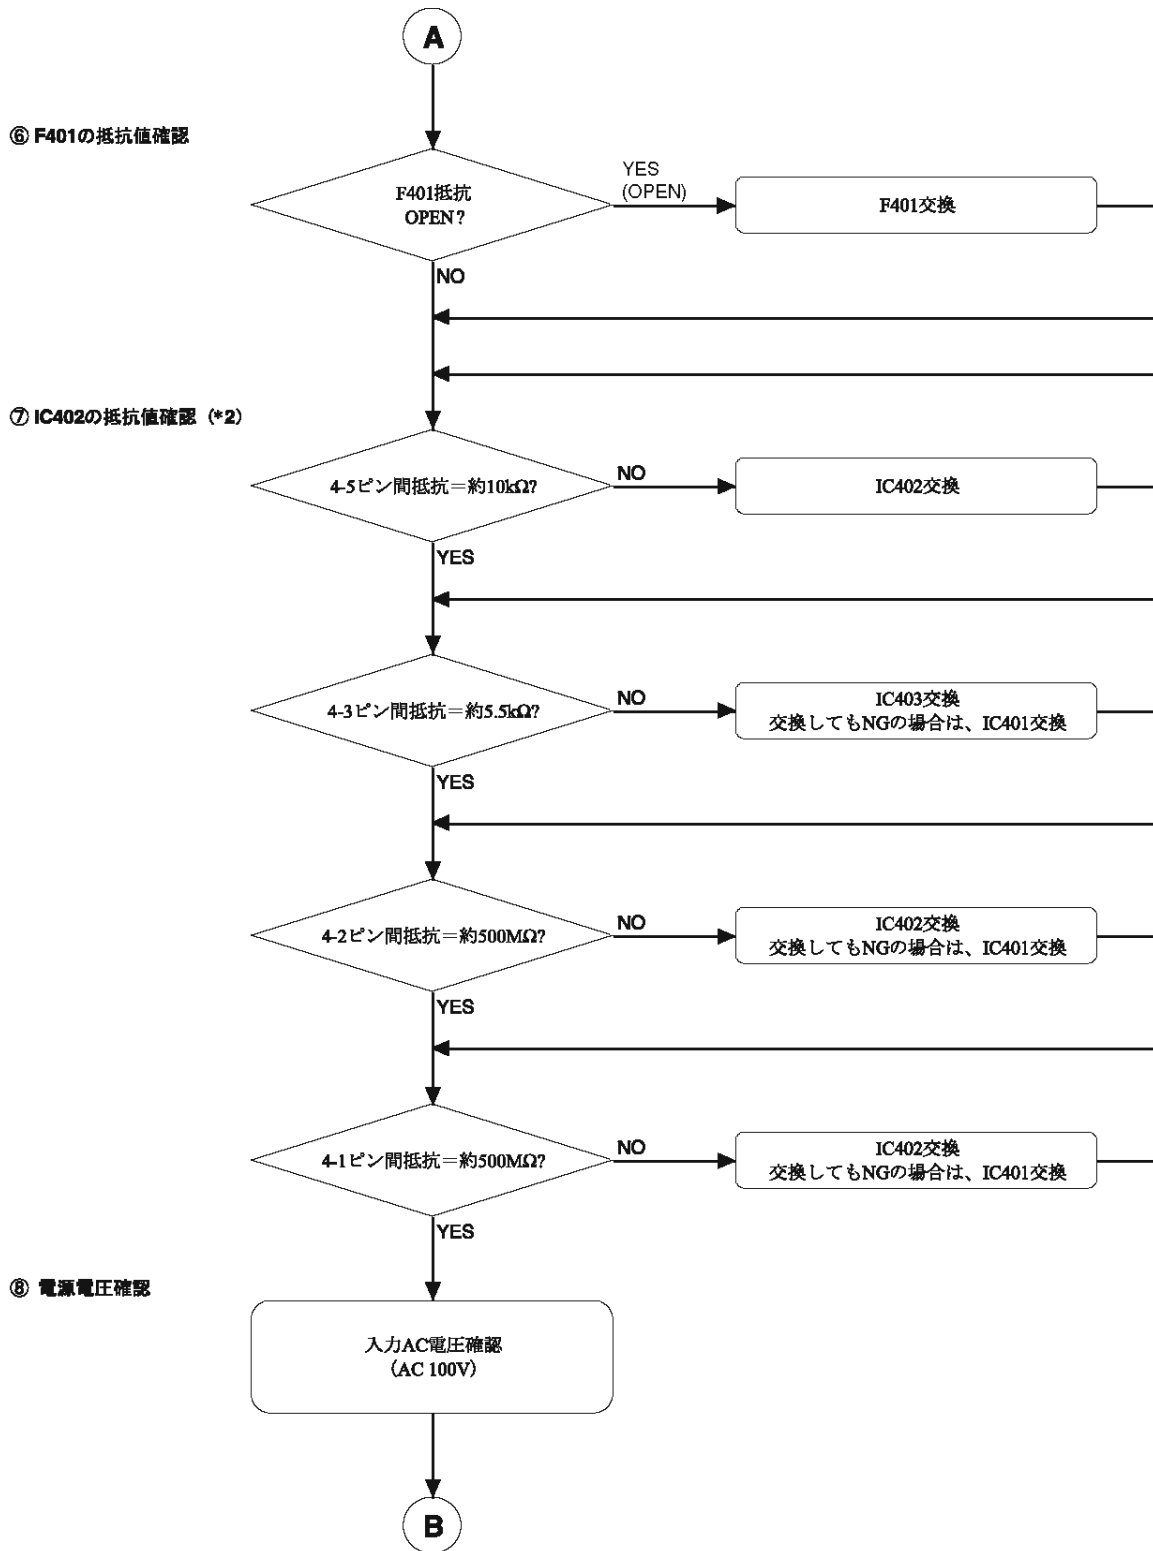 A
⑥ F401の抵抗値確認
F401抵抗
OPEN?
YES
(OPEN)
F401交換
NO
⑦ IC402の抵抗値確認（*2）
4-5ピン間抵抗＝約10kΩ?
NO
IC402交換
YES
4-3ピン間抵抗＝約5.5kΩ?
NO
IC403交換
交換してもNGの場合は、IC401交換
YES
4-2ピン間抵抗＝約500MΩ?
NO
IC402交換
交換してもNGの場合は、IC401交換
YES
4-1ピン間抵抗＝約500MΩ?
NO
IC402交換
交換してもNGの場合は、IC401交換
YES
⑧ 電源電圧確認
入力AC電圧確認
（AC 100V）
B